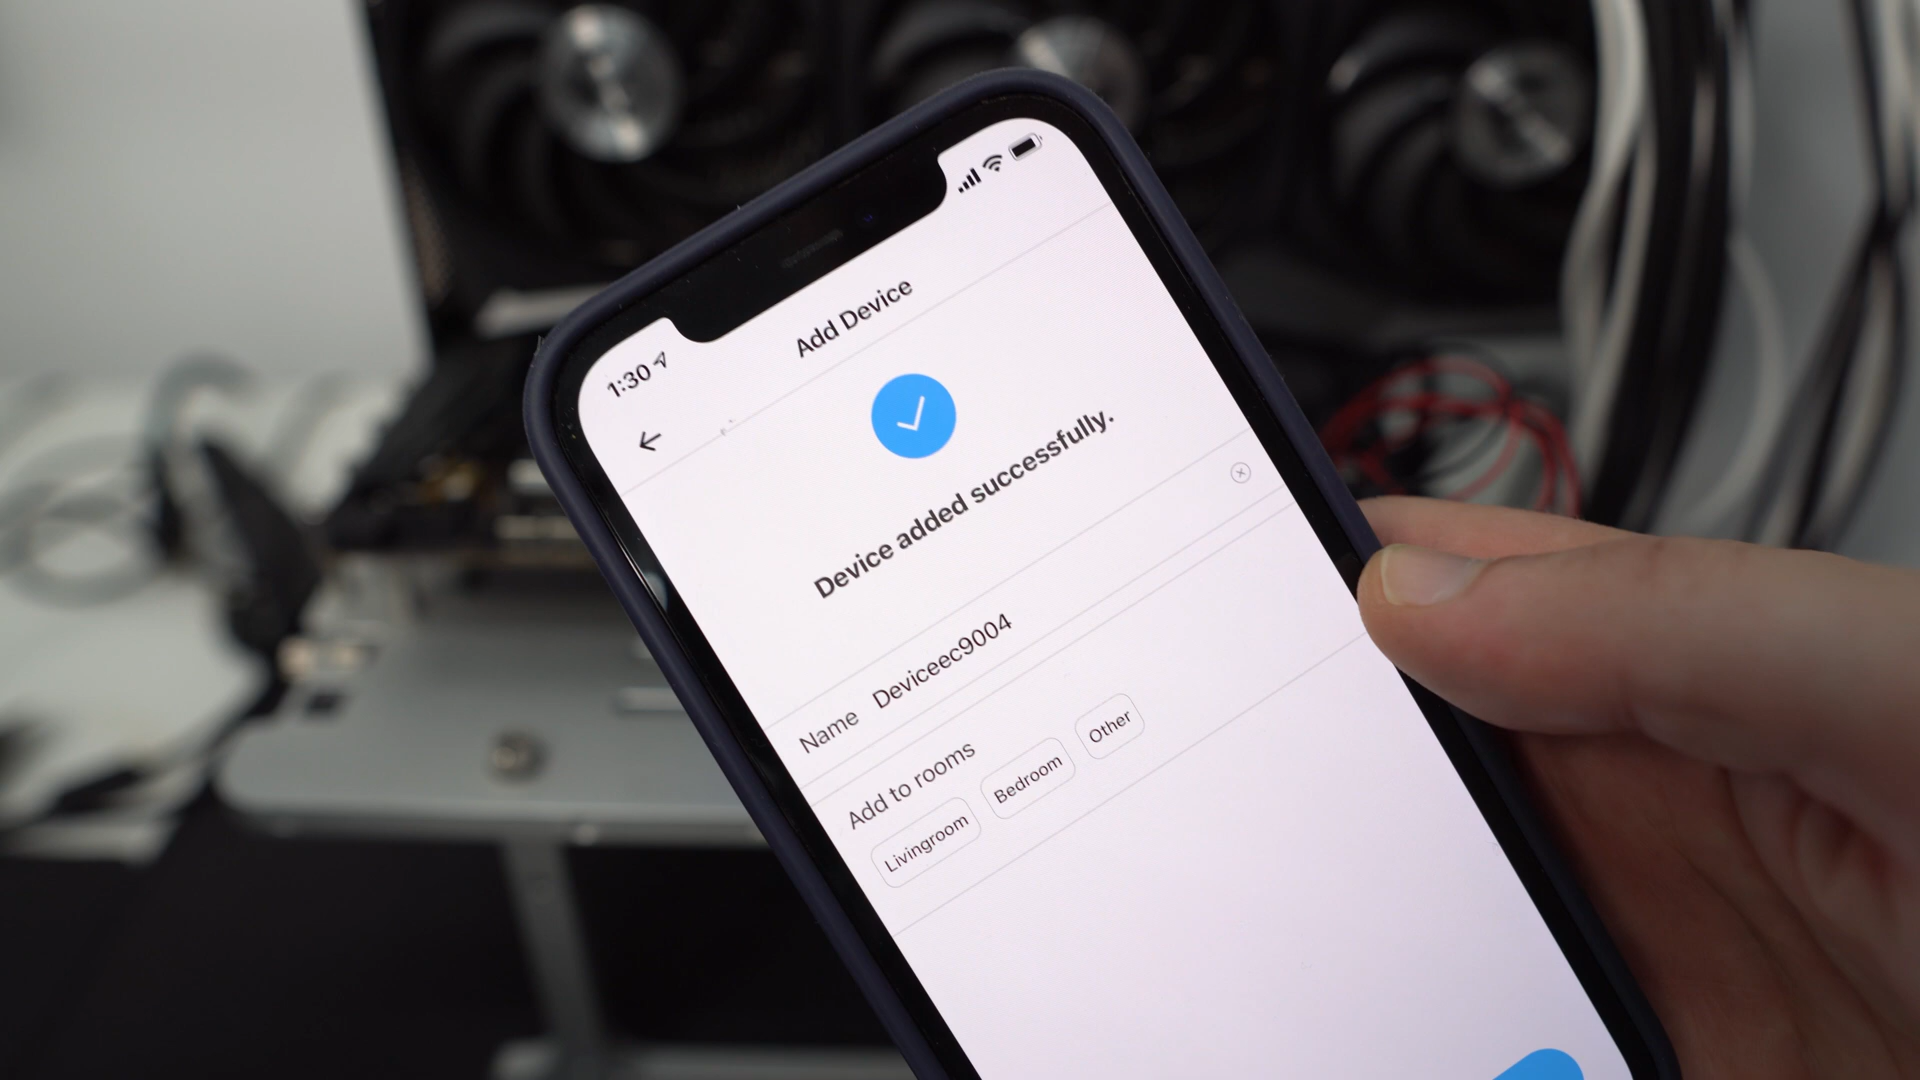 1:30
Add Device
Device added successfully.
Name Deviceec9004
Add to rooms
Livingroom Bedroom Other